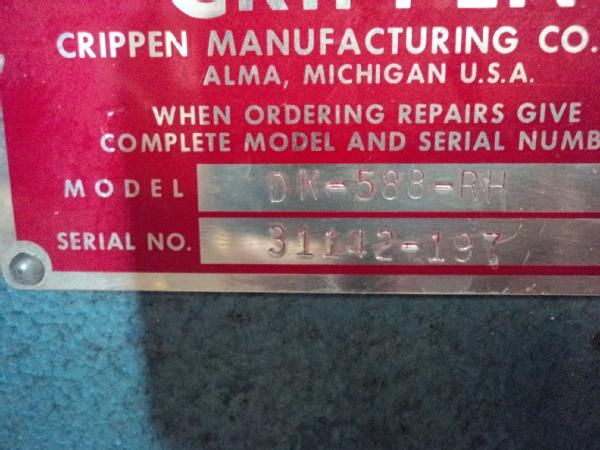 CRIPPEN
CRIPPEN MANUFACTURING CO.
ALMA, MICHIGAN U.S.A.
WHEN ORDERING REPAIRS GIVE
COMPLETE MODEL AND SERIAL NUMB
MODEL DK-588-RH
SERIAL NO. 31142-197